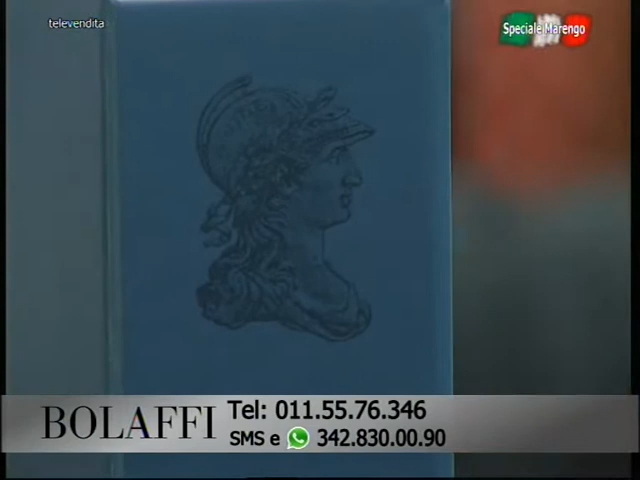 televendita
Speciale Marengo
BOLAFFI
Tel: 011.55.76.346
SMS e 342.830.00.90